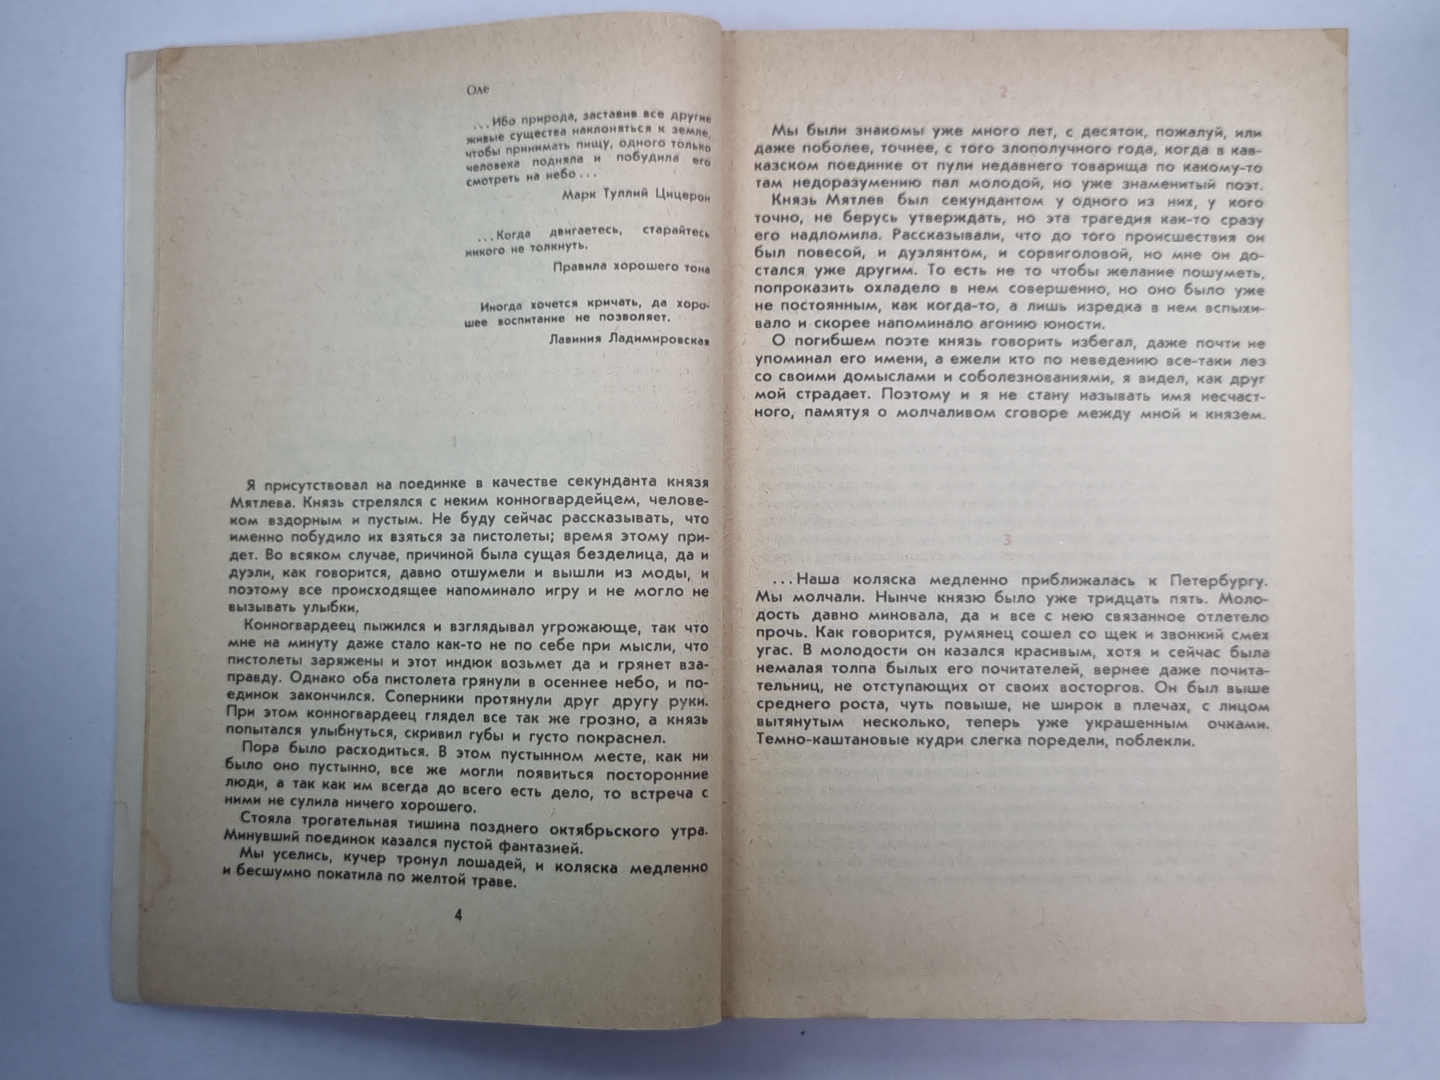 Оле
...Ибо природа, заставив все другие
живые существа наклоняться к земле,
чтобы принимать пищу, одного только
человека подняла и побудила его
смотреть на небо...
Марк Туллий Цицерон
...Когда двигаетесь, старайтесь
никого не толкнуть.
Правила хорошего тона
Иногда хочется кричать, да хоро-
шее воспитание не позволяет.
Лавиния Ладимировская
1
Я присутствовал на поединке в качестве секунданта князя
Мятлева. Князь стрелялся с неким конногвардейцем, челове-
ком вздорным и пустым. Не буду сейчас рассказывать, что
именно побудило их взяться за пистолеты; время этому при-
дет. Во всяком случае, причиной была сущая безделица, да и
дуэли, как говорится, давно отшумели и вышли из моды, и
поэтому все происходящее напоминало игру и не могло не
вызывать улыбки.
Конногвардеец пыжился и взглядывал угрожающе, так что
мне на минуту даже стало как-то не по себе при мысли, что
пистолеты заряжены и этот индюк возьмет да и грянет вза-
правду. Однако оба пистолета грянули в осеннее небо, и по-
единок закончился. Соперники протянули друг другу руки.
При этом конногвардеец глядел все так же грозно, а князь
попытался улыбнуться, скривил губы и густо покраснел.
Пора было расходиться. В этом пустынном месте, как ни
было оно пустынно, все же могли появиться посторонние
люди, а так как им всегда до всего есть дело, то встреча с
ними не сулила ничего хорошего.
Стояла трогательная тишина позднего октябрьского утра.
Минувший поединок казался пустой фантазией.
Мы уселись, кучер тронул лошадей, и коляска медленно
и бесшумно покатила по желтой траве.
4
2
Мы были знакомы уже много лет, с десяток, пожалуй, или
даже поболее, точнее, с того злополучного года, когда в кав-
казском поединке от пули недавнего товарища по какому-то
там недоразумению пал молодой, но уже знаменитый поэт.
Князь Мятлев был секундантом у одного из них, у кого
точно, не берусь утверждать, но эта трагедия как-то сразу
его надломила. Рассказывали, что до того происшествия он
был повесой, и дуэлянтом, и сорвиголовой, но мне он до-
стался уже другим. То есть не то чтобы желание пошуметь,
попроказить охладело в нем совершенно, но оно было уже
не постоянным, как когда-то, а лишь изредка в нем вспыхи-
вало и скорее напоминало агонию юности.
О погибшем поэте князь говорить избегал, даже почти не
упоминал его имени, а ежели кто по неведению все-таки лез
со своими домыслами и соболезнованиями, я видел, как друг
мой страдает. Поэтому и я не стану называть имя несчаст-
ного, памятуя о молчаливом сговоре между мной и князем.
3
...Наша коляска медленно приближалась к Петербургу.
Мы молчали. Нынче князю было уже тридцать пять. Моло-
дость давно миновала, да и все с нею связанное отлетело
прочь. Как говорится, румянец сошел со щек и звонкий смех
угас. В молодости он казался красивым, хотя и сейчас была
немалая толпа былых его почитателей, вернее даже почита-
тельниц, не отступающих от своих восторгов. Он был выше
среднего роста, чуть повыше, не широк в плечах, с лицом
вытянутым несколько, теперь уже украшенным очками.
Темно-каштановые кудри слегка поредели, поблекли.